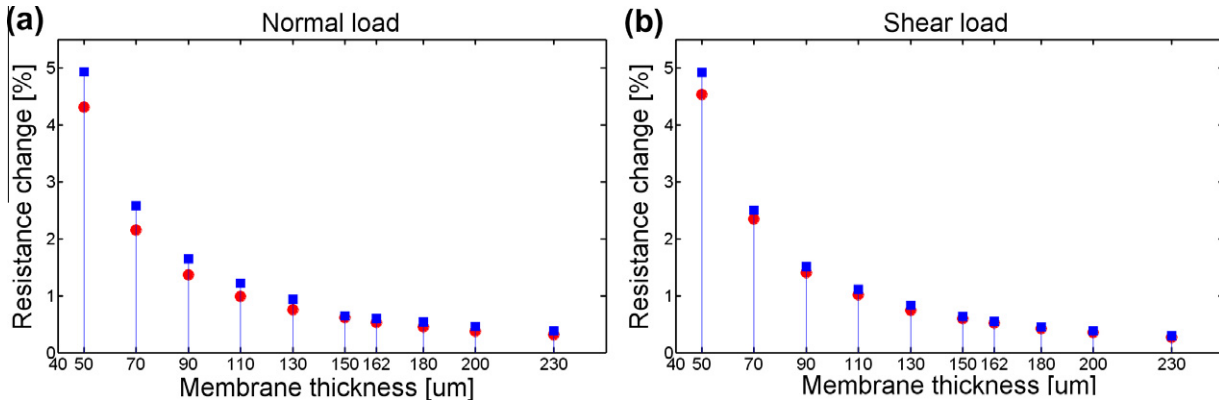 (a)
Normal load
Resistance change [%]
5
4
3
2
1
0
40 50 70 90 110 130 150 162 180 200 230
Membrane thickness [um]
(b)
Shear load
Resistance change [%]
5
4
3
2
1
0
40 50 70 90 110 130 150 162 180 200 230
Membrane thickness [um]